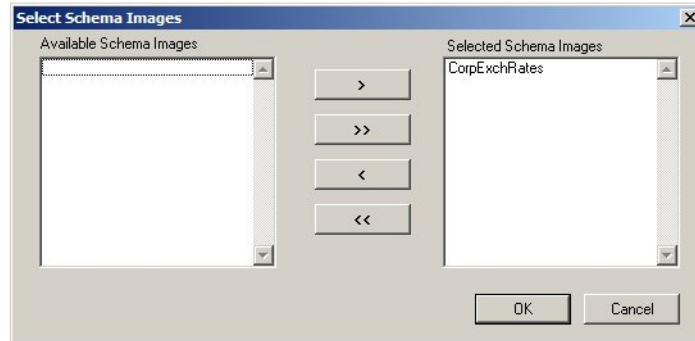 Select Schema Images
Available Schema Images
Selected Schema Images
CorpExchRates
>
>>
<
<<
OK
Cancel